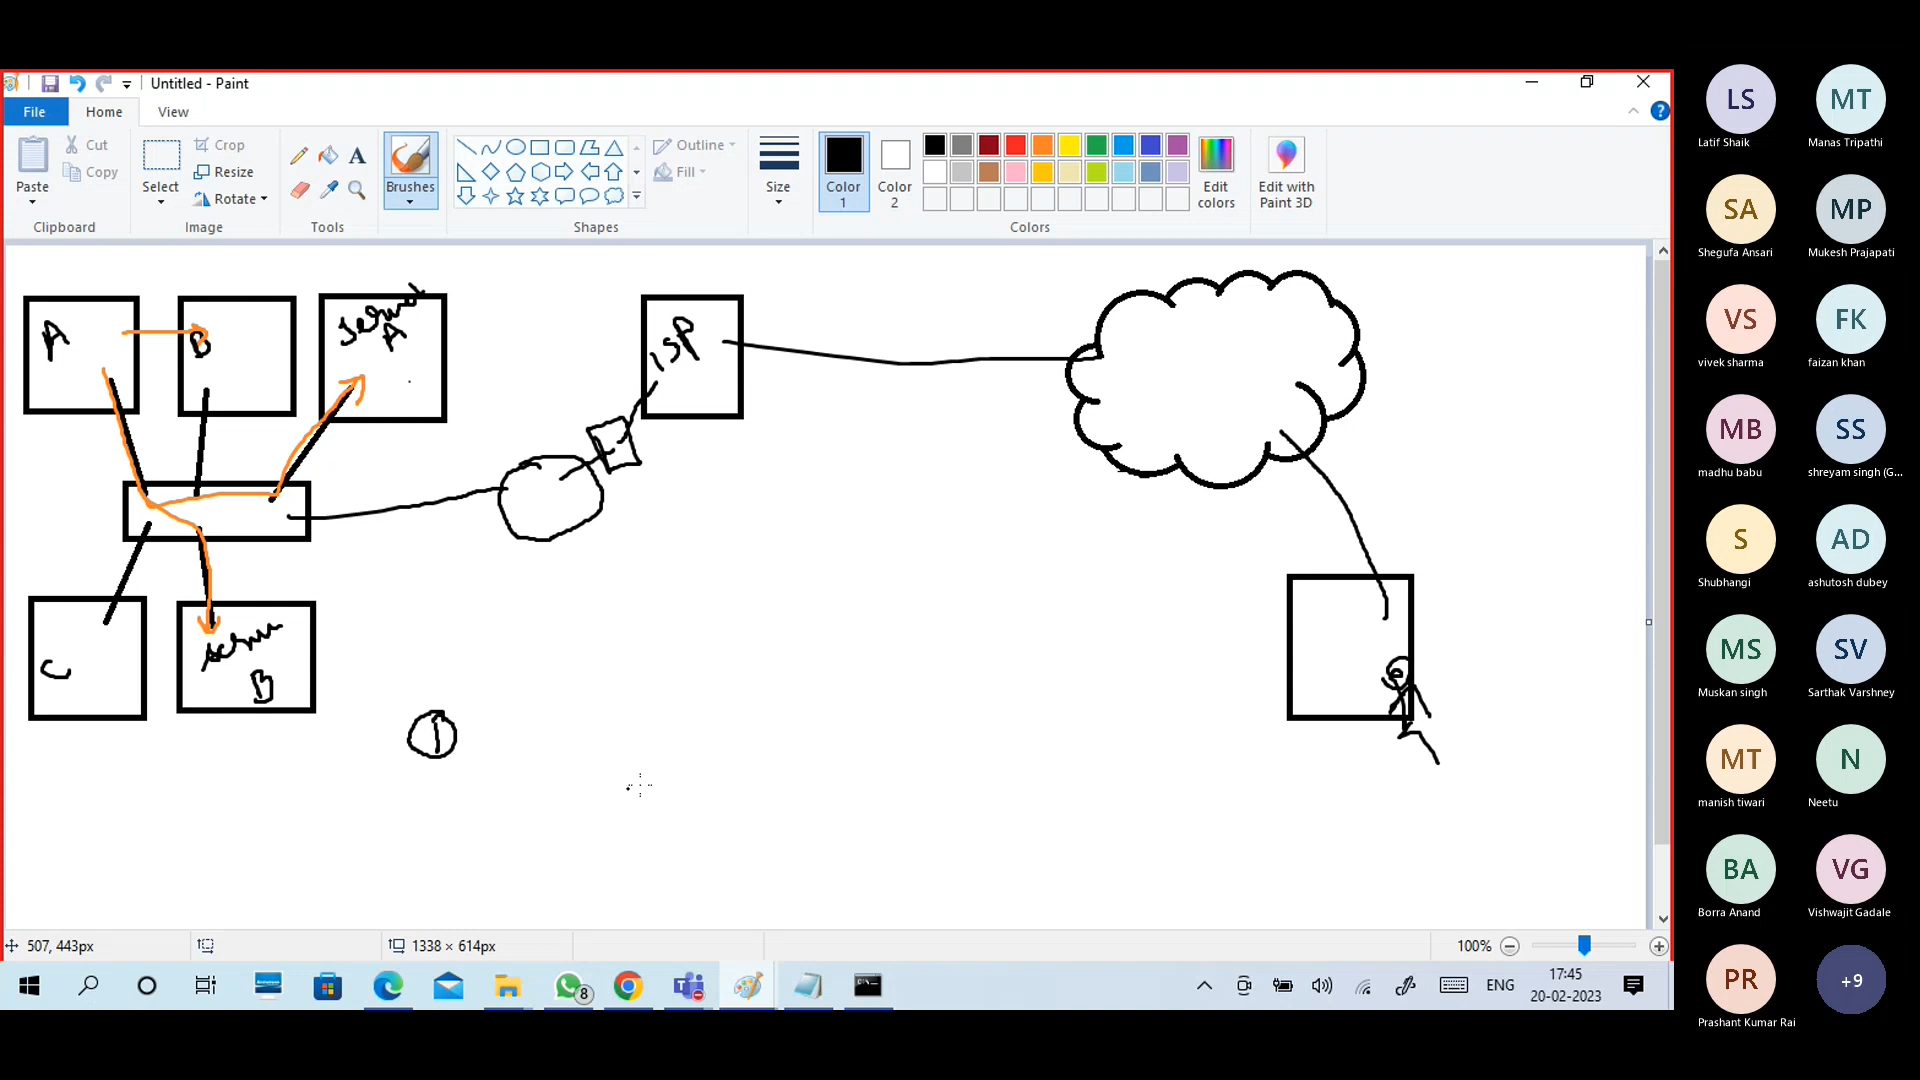 Untitled - Paint
File
Home
View
Paste
Cut
Copy
Clipboard
Select
Crop
Resize
Rotate
Image
Tools
Brushes
Shapes
Outline
Fill
Size
Color
1
Color
2
Edit
colors
Colors
Edit with
Paint 3D
A
B
A
ISP
C
B
1
507, 443px
1338 × 614px
100%
8
ENG
17:45
20-02-2023
LS
Latif Shaik
MT
Manas Tripathi
SA
Shegufa Ansari
MP
Mukesh Prajapati
VS
vivek sharma
FK
faizan khan
MB
madhu babu
SS
shreyam singh (G...
S
Shubhangi
AD
ashutosh dubey
MS
Muskan singh
SV
Sarthak Varshney
MT
manish tiwari
N
Neetu
BA
Borra Anand
VG
Vishwajit Gadale
PR
Prashant Kumar Rai
+9